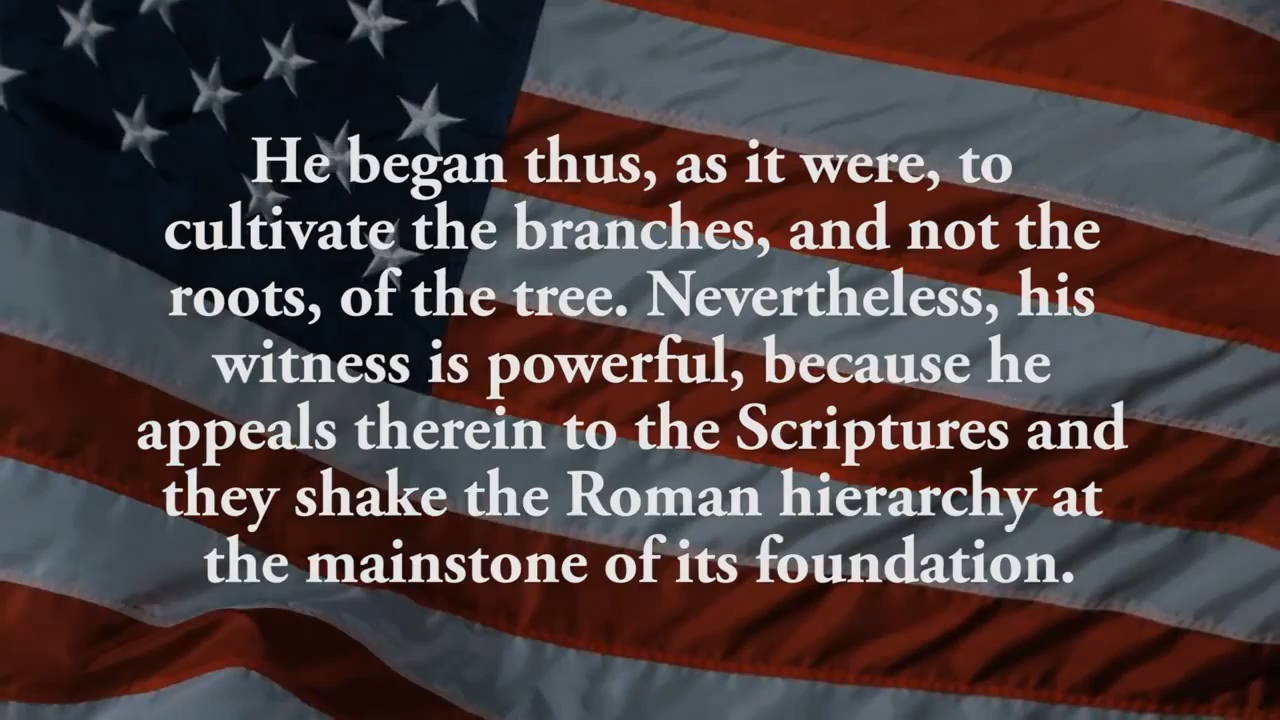 He began thus, as it were, to
cultivate the branches, and not the
roots, of the tree. Nevertheless, his
witness is powerful, because he
appeals therein to the Scriptures and
they shake the Roman hierarchy at
the mainstone of its foundation.